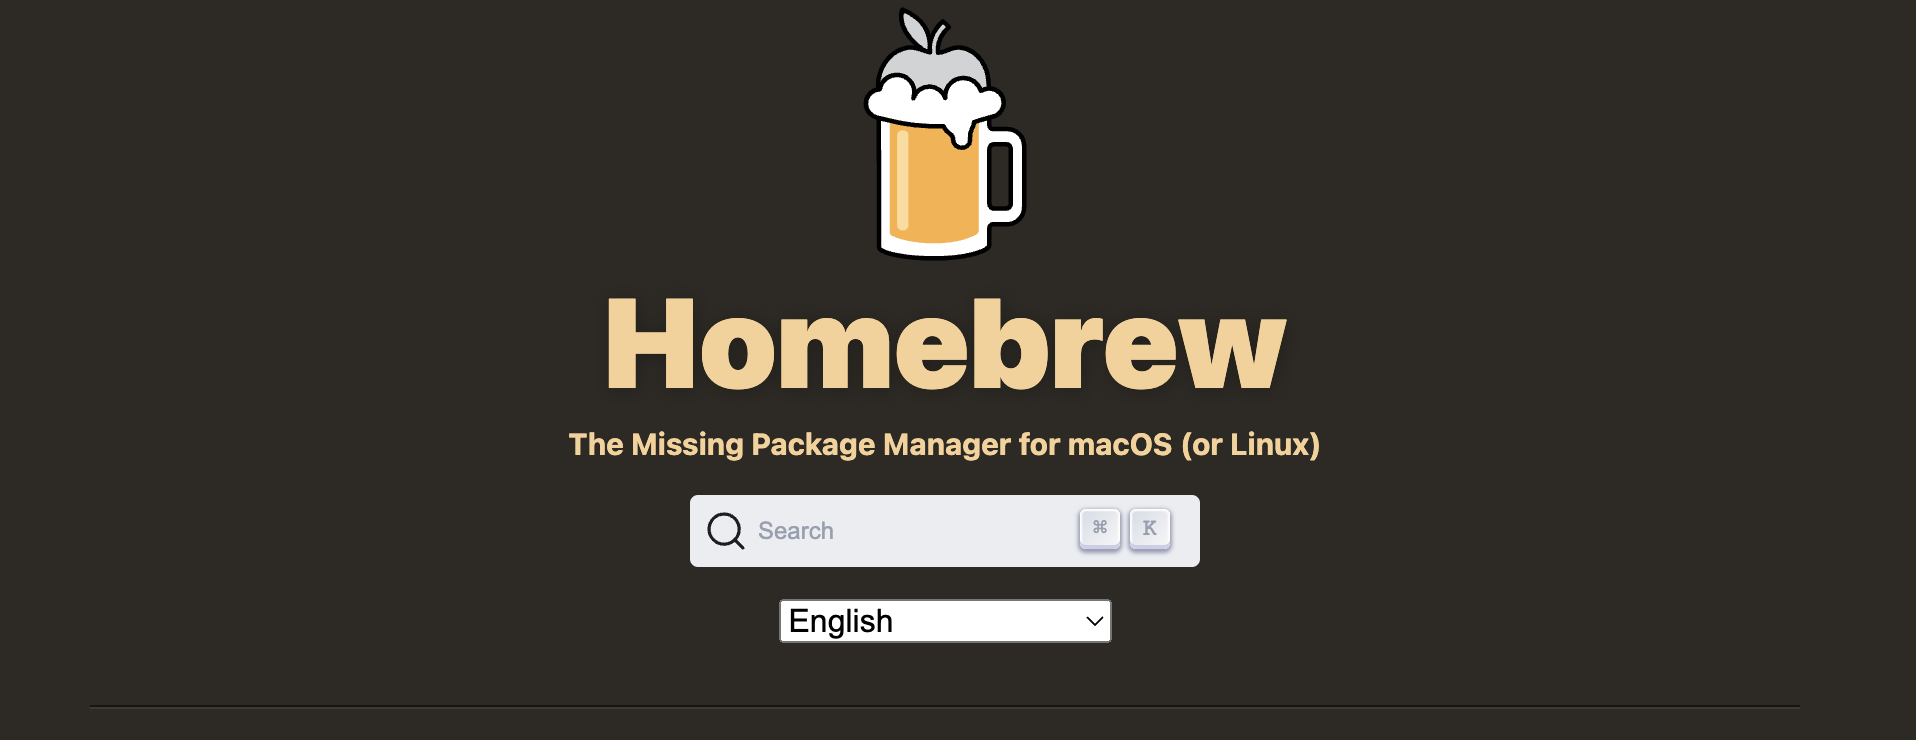 Homebrew
The Missing Package Manager for macOS (or Linux)
Search ⌘ K
English